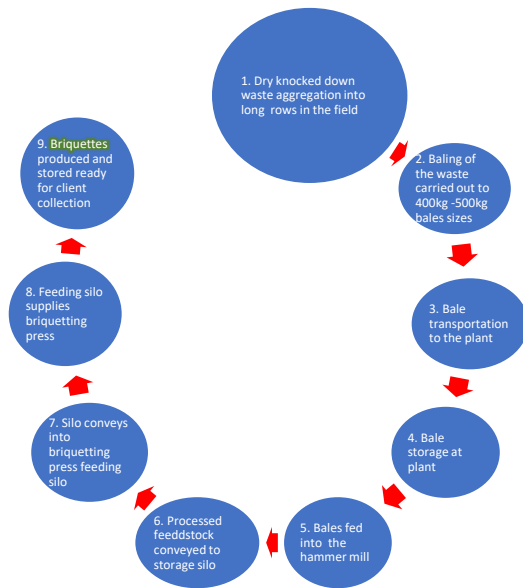 1. Dry knocked down
waste aggregation into
long rows in the field
2. Baling of
the waste
carried out to
400kg -500kg
bales sizes
3. Bale
transportation
to the plant
4. Bale
storage at
plant
5. Bales fed
into the
hammer mill
6. Processed
feeddstock
conveyed to
storage silo
7. Silo conveys
into
briquetting
press feeding
silo
8. Feeding silo
supplies
briquetting
press
9. Briquettes
produced and
stored ready
for client
collection